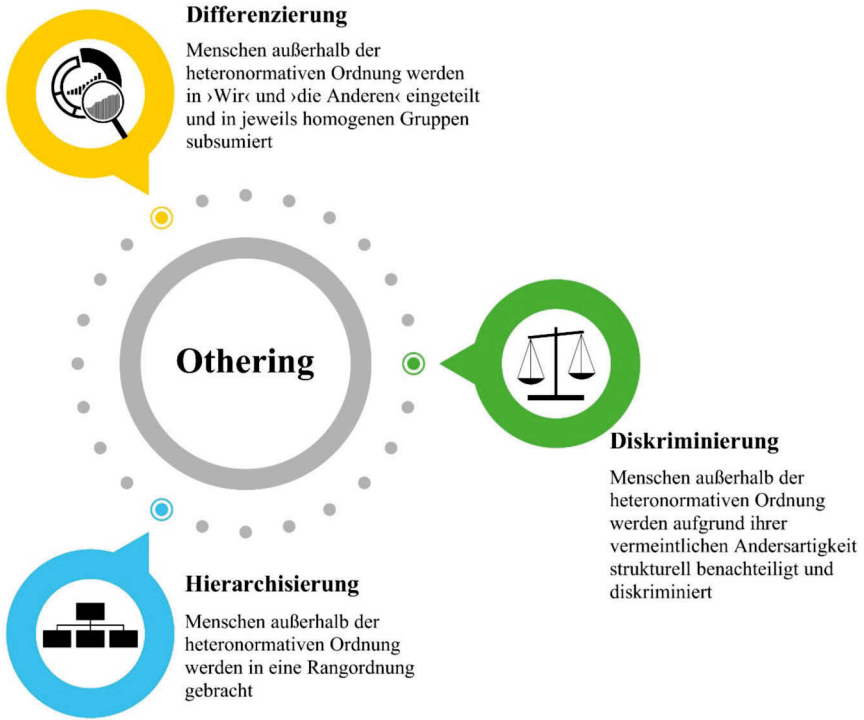 Differenzierung
Menschen außerhalb der
heteronormativen Ordnung werden
in ›Wir‹ und ›die Anderen‹ eingeteilt
und in jeweils homogenen Gruppen
subsumiert
Othering
Diskriminierung
Menschen außerhalb der
heteronormativen Ordnung
werden aufgrund ihrer
vermeintlichen Andersartigkeit
strukturell benachteiligt und
diskriminiert
Hierarchisierung
Menschen außerhalb der
heteronormativen Ordnung
werden in eine Rangordnung
gebracht